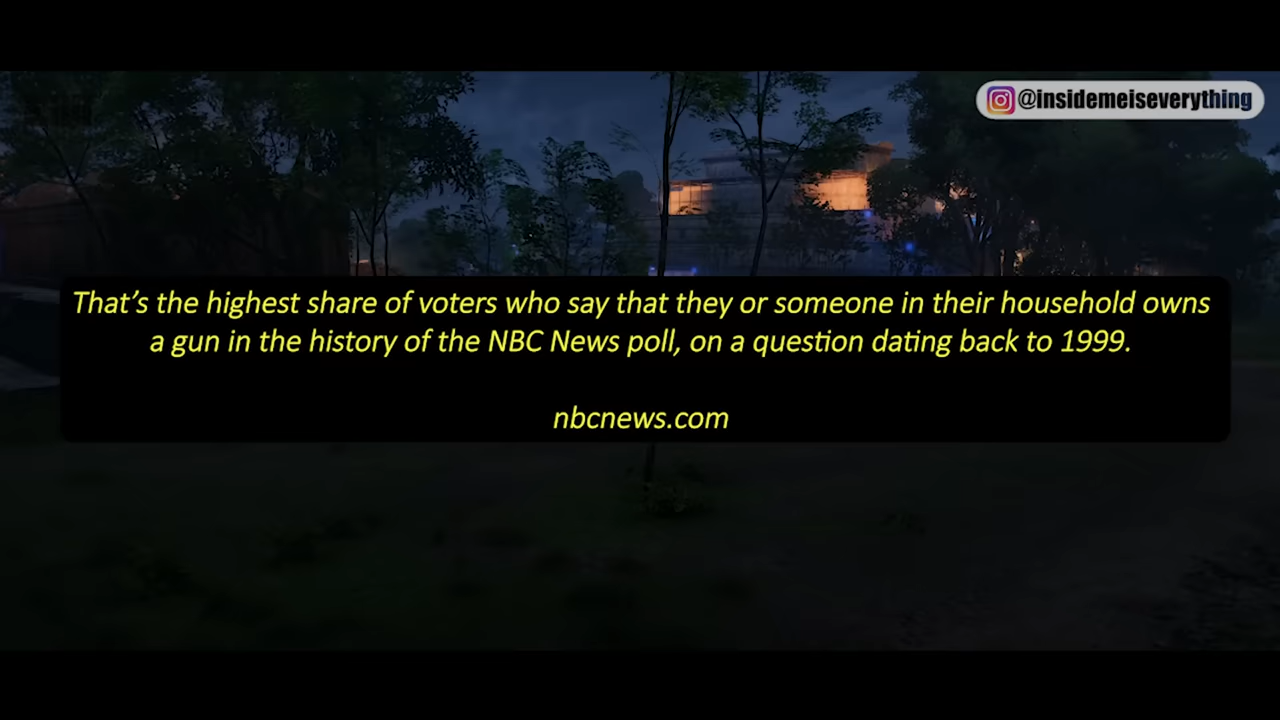 @insidemeiseverything
That’s the highest share of voters who say that they or someone in their household owns
a gun in the history of the NBC News poll, on a question dating back to 1999.
nbcnews.com